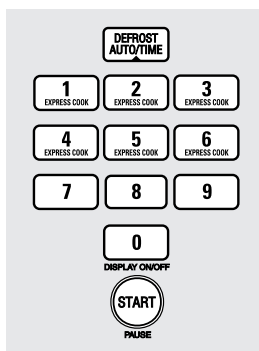 DEFROST
AUTO/TIME
1 2 3
EXPRESS COOK EXPRESS COOK EXPRESS COOK
4 5 6
EXPRESS COOK EXPRESS COOK EXPRESS COOK
7 8 9
0
DISPLAY ON/OFF
START
PAUSE